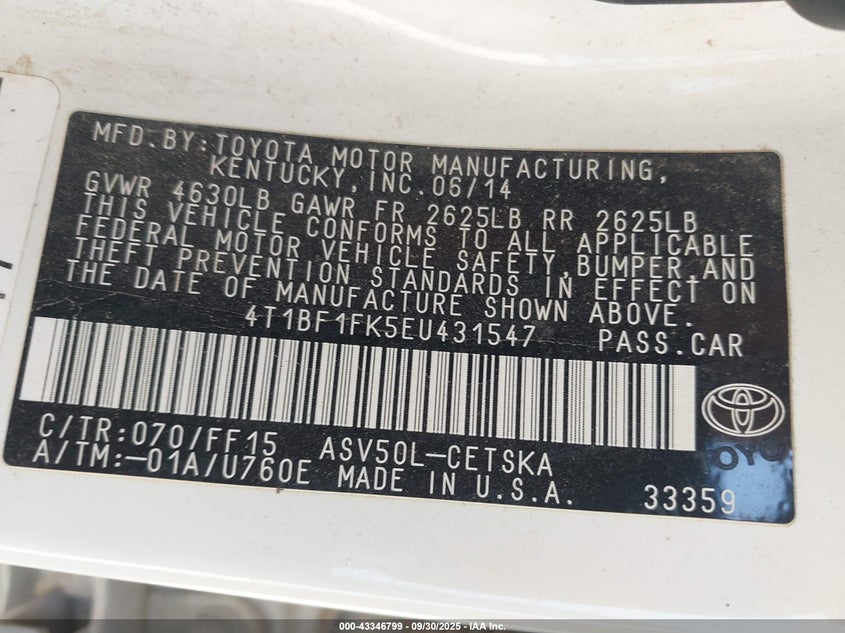 MFD.BY:TOYOTA MOTOR MANUFACTURING,
KENTUCKY,INC.06/14
GVWR 4630LB GAWR FR 2625LB RR 2625LB
THIS VEHICLE CONFORMS TO ALL APPLICABLE
FEDERAL MOTOR VEHICLE SAFETY,BUMPER,AND
THEFT PREVENTION STANDARDS IN EFFECT ON
THE DATE OF MANUFACTURE SHOWN ABOVE.
4T1BF1FK5EU431547 PASS.CAR
C/TR:070/FF15 ASV50L-CETSKA
A/TM:-01A/U760E MADE IN U.S.A. 33359
OYO
000-43346799 - 09/30/2025 - IAA Inc.